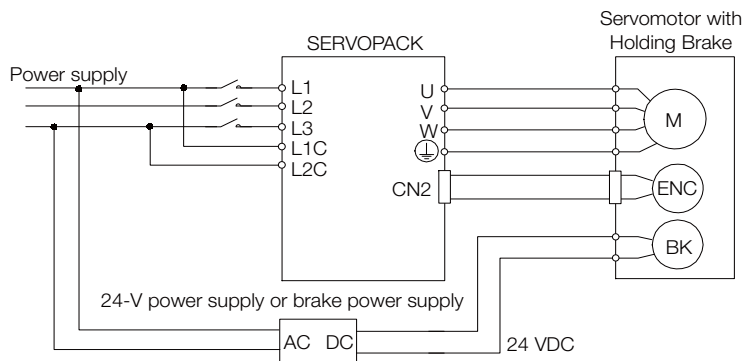 Servomotor with
Holding Brake
SERVOPACK
Power supply
L1
L2
L3
L1C
L2C
U
V
W
CN2
M
ENC
BK
24-V power supply or brake power supply
AC DC
24 VDC